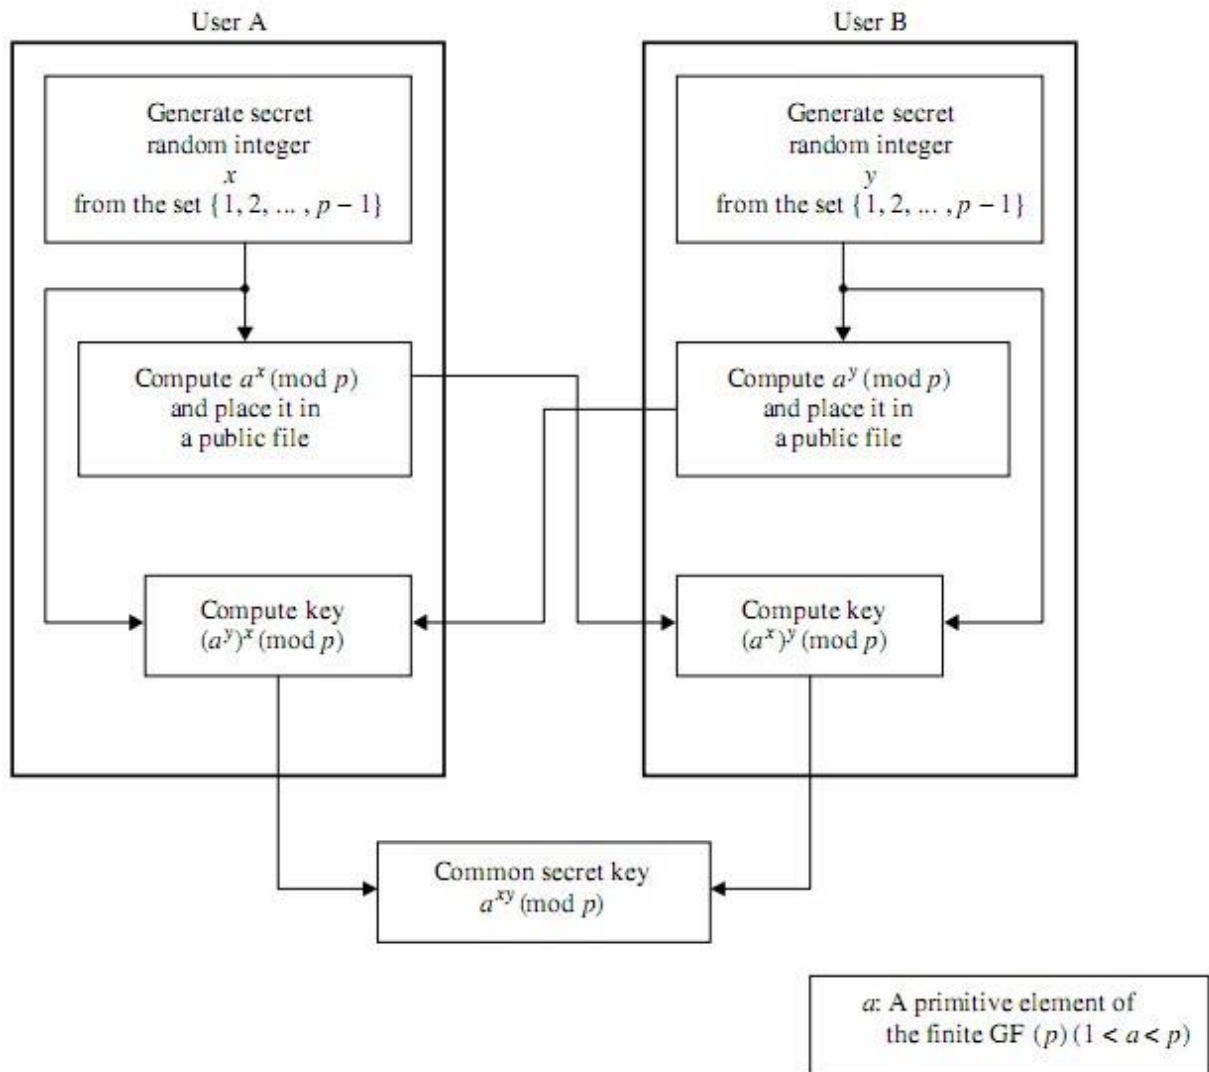 User A
User B
Generate secret
random integer
x
from the set {1, 2, ... , p − 1}
Generate secret
random integer
y
from the set {1, 2, ... , p − 1}
Compute a^x (mod p)
and place it in
a public file
Compute a^y (mod p)
and place it in
a public file
Compute key
(a^y)^x (mod p)
Compute key
(a^x)^y (mod p)
Common secret key
a^xy (mod p)
a: A primitive element of
the finite GF (p) (1 < a < p)